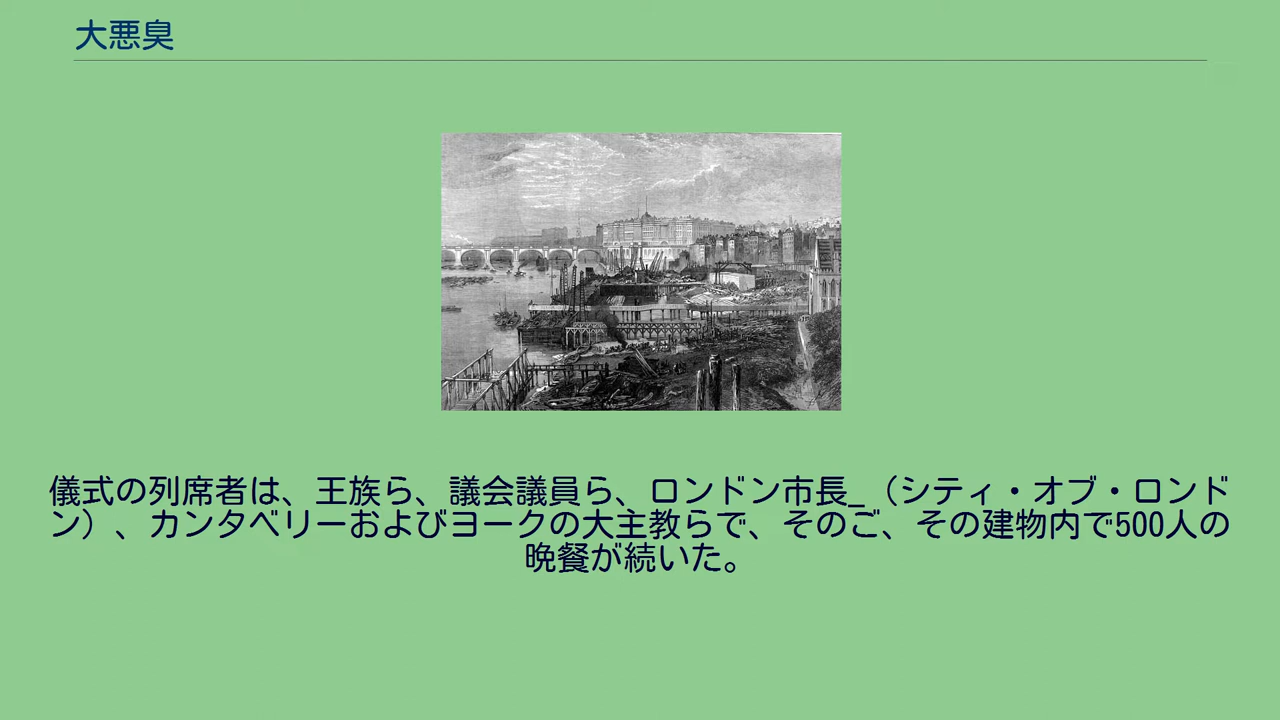 大悪臭
儀式の列席者は、王族ら、議会議員ら、ロンドン市長_（シティ・オブ・ロンド
ン）、カンタベリーおよびヨークの大主教らで、そのご、その建物内で500人の
晩餐が続いた。